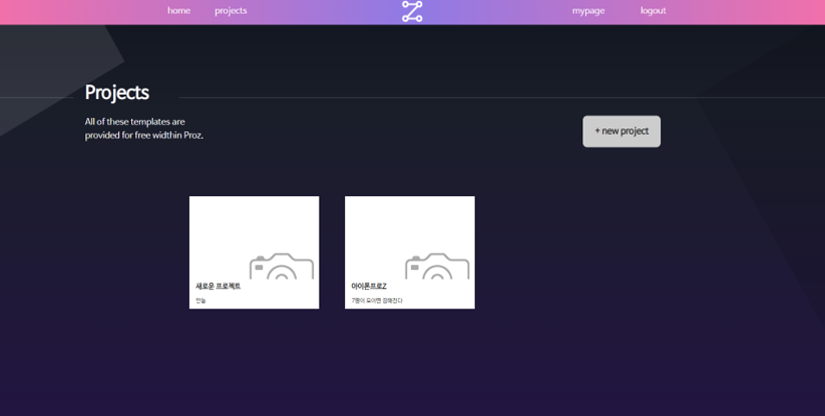 home
projects
mypage
logout
Projects
All of these templates are
provided for free widthin Proz.
+ new project
새로운 프로젝트
안늉
아이폰프로Z
7명이 모이면 강해진다